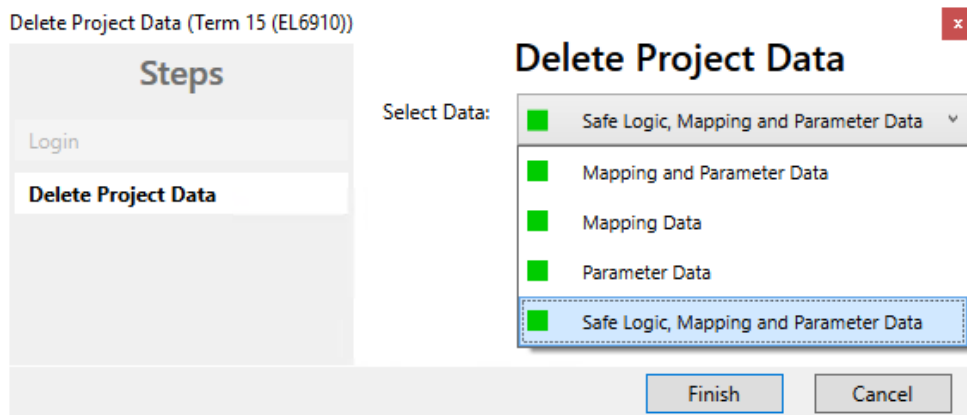 Delete Project Data (Term 15 (EL6910))
x
Steps
Login
Delete Project Data
Delete Project Data
Select Data:
Safe Logic, Mapping and Parameter Data
Mapping and Parameter Data
Mapping Data
Parameter Data
Safe Logic, Mapping and Parameter Data
Finish
Cancel